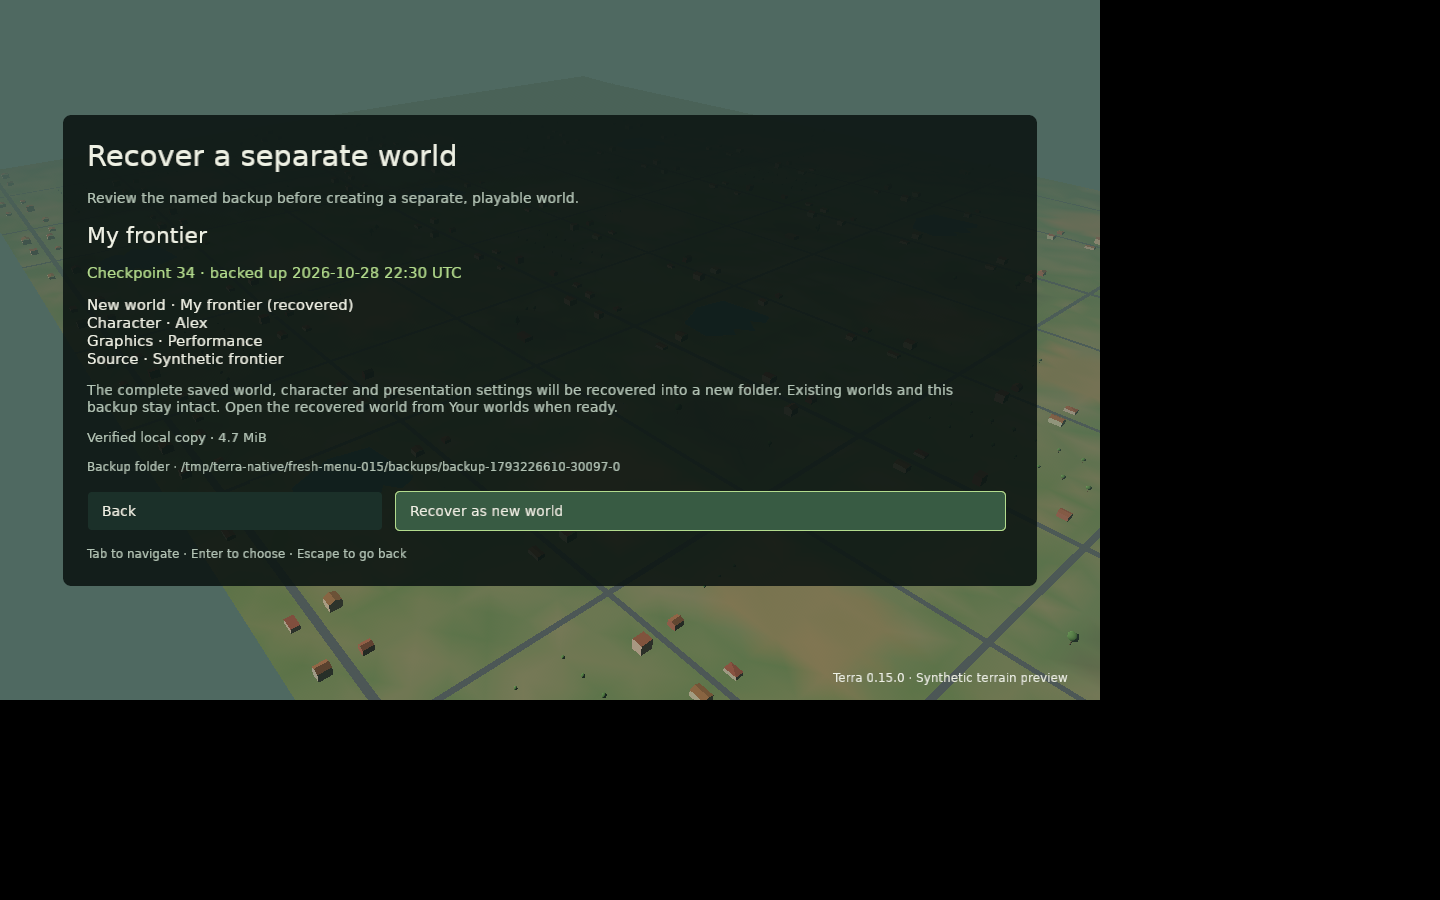 Recover a separate world
Review the named backup before creating a separate, playable world.
My frontier
Checkpoint 34 · backed up 2026-10-28 22:30 UTC
New world · My frontier (recovered)
Character · Alex
Graphics · Performance
Source · Synthetic frontier
The complete saved world, character and presentation settings will be recovered into a new folder. Existing worlds and this
backup stay intact. Open the recovered world from Your worlds when ready.
Verified local copy · 4.7 MiB
Backup folder · /tmp/terra-native/fresh-menu-015/backups/backup-1793226610-30097-0
Back
Recover as new world
Tab to navigate · Enter to choose · Escape to go back
Terra 0.15.0 · Synthetic terrain preview